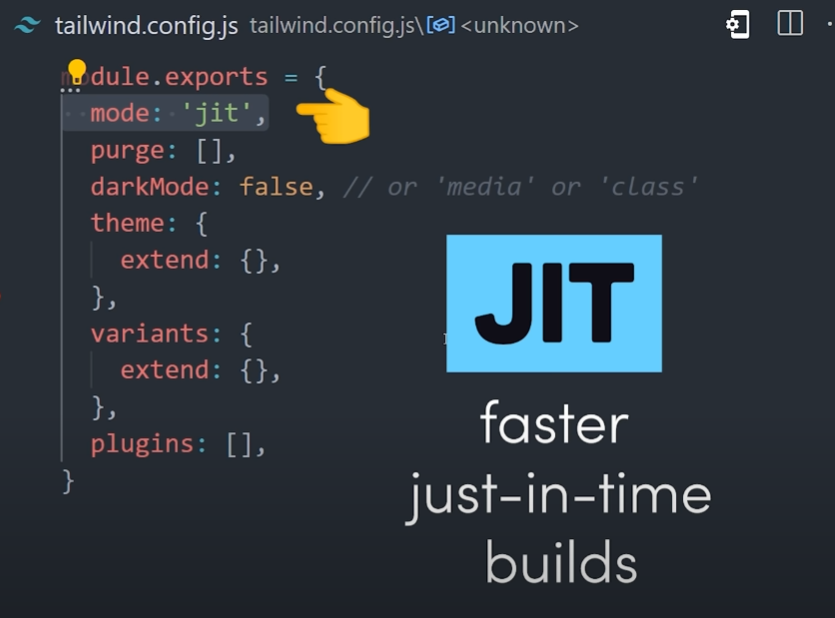 tailwind.config.js tailwind.config.js\ <unknown>
module.exports = {
mode: 'jit',
purge: [],
darkMode: false, // or 'media' or 'class'
theme: {
extend: {},
},
variants: {
extend: {},
},
plugins: [],
}
JIT
faster
just-in-time
builds